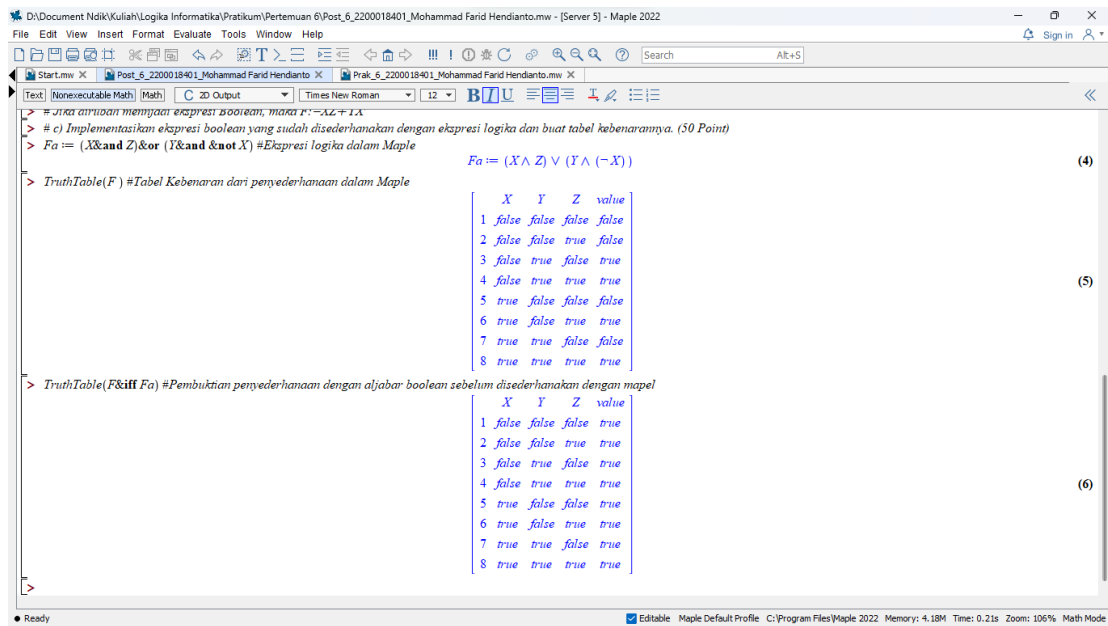 D:\Document Ndik\Kuliah\Logika Informatika\Pratikum\Pertemuan 6\Post_6_2200018401_Mohammad Farid Hendianto.mw - [Server 5] - Maple 2022
File Edit View Insert Format Evaluate Tools Window Help
Sign in
Search Alt+S
Start.mw
Post_6_2200018401_Mohammad Farid Hendianto
Prak_6_2200018401_Mohammad Farid Hendianto.mw
Text Nonexecutable Math Math C 2D Output Times New Roman 12 B I U
> # Jika dirubah menjadi ekspresi Boolean, maka F:=XZ+YX
> # c) Implementasikan ekspresi boolean yang sudah disederhanakan dengan ekspresi logika dan buat tabel kebenarannya. (50 Point)
> Fa := (X&and Z)&or (Y&and &not X) #Ekspresi logika dalam Maple
Fa := (X ∧ Z) ∨ (Y ∧ (¬X)) (4)
> TruthTable(F ) #Tabel Kebenaran dari penyederhanaan dalam Maple
X Y Z value
1 false false false false
2 false false true false
3 false true false true
4 false true true true
5 true false false false
6 true false true true
7 true true false false
8 true true true true
(5)
> TruthTable(F&iff Fa) #Pembuktian penyederhanaan dengan aljabar boolean sebelum disederhanakan dengan mapel
X Y Z value
1 false false false true
2 false false true true
3 false true false true
4 false true true true
5 true false false true
6 true false true true
7 true true false true
8 true true true true
(6)
>
Ready
Editable Maple Default Profile C:\Program Files\Maple 2022 Memory: 4.18M Time: 0.21s Zoom: 106% Math Mode